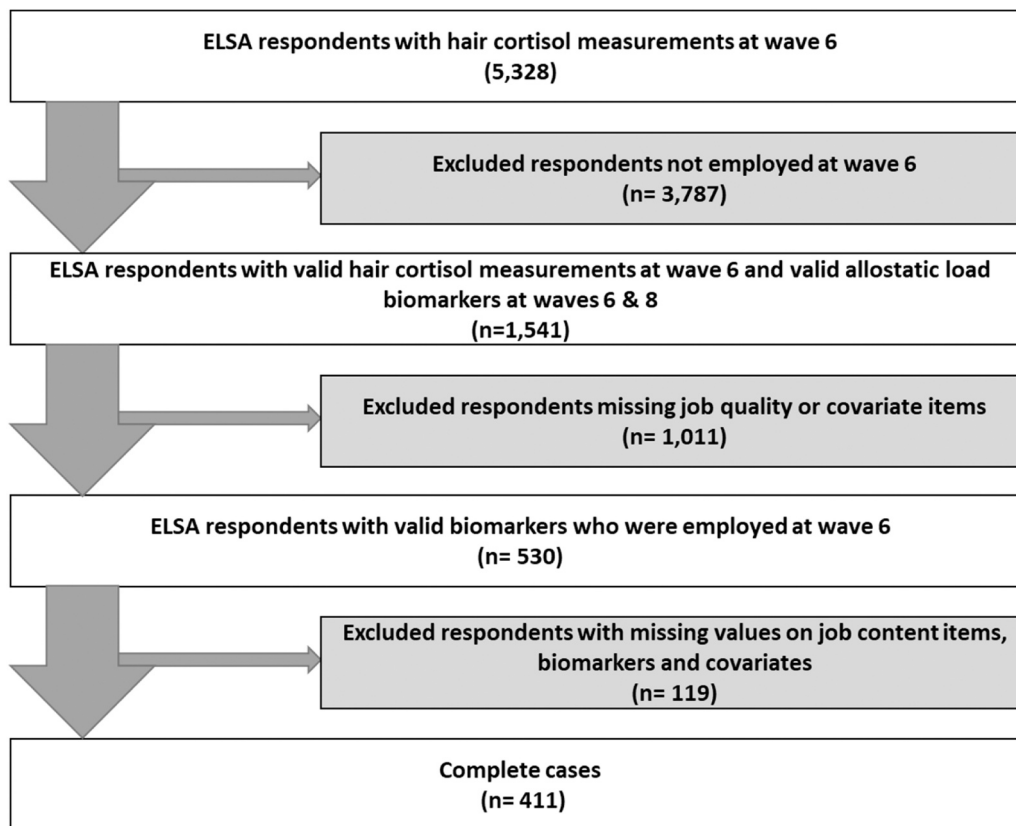 ELSA respondents with hair cortisol measurements at wave 6
(5,328)
Excluded respondents not employed at wave 6
(n= 3,787)
ELSA respondents with valid hair cortisol measurements at wave 6 and valid allostatic load
biomarkers at waves 6 & 8
(n=1,541)
Excluded respondents missing job quality or covariate items
(n= 1,011)
ELSA respondents with valid biomarkers who were employed at wave 6
(n= 530)
Excluded respondents with missing values on job content items,
biomarkers and covariates
(n= 119)
Complete cases
(n= 411)